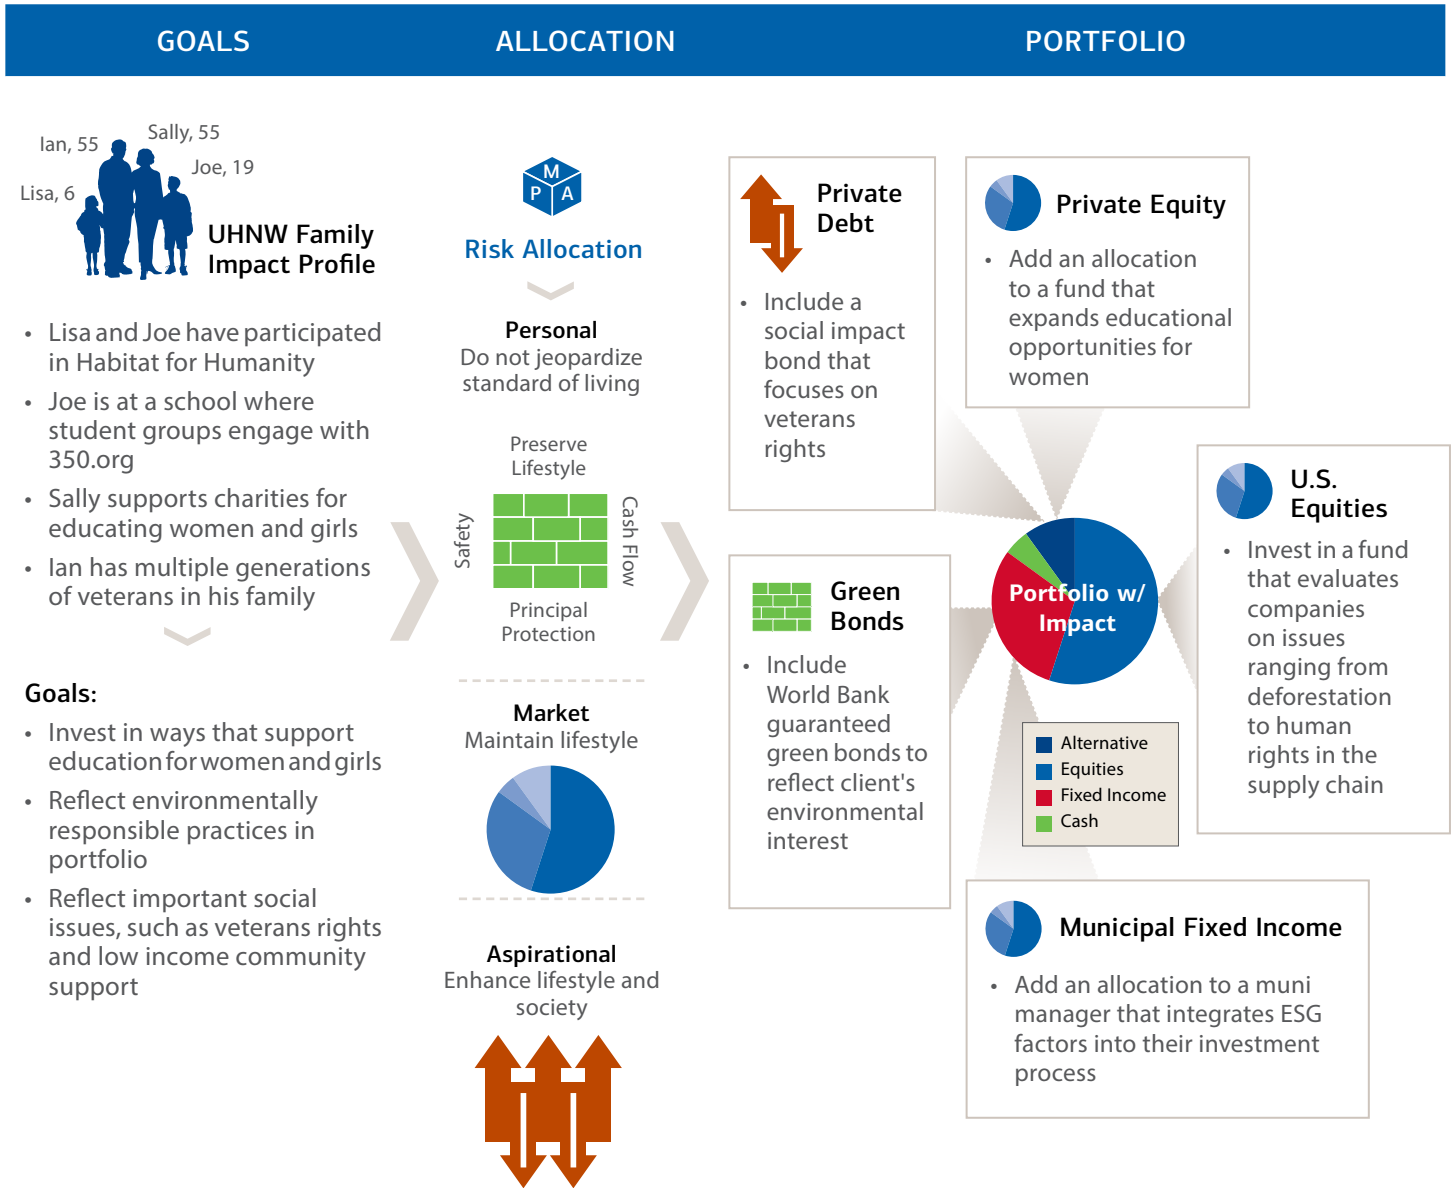 GOALS
ALLOCATION
PORTFOLIO
Ian, 55
Sally, 55
Joe, 19
Lisa, 6
UHNW Family
Impact Profile
• Lisa and Joe have participated
in Habitat for Humanity
• Joe is at a school where
student groups engage with
350.org
• Sally supports charities for
educating women and girls
• Ian has multiple generations
of veterans in his family
Goals:
• Invest in ways that support
education for women and girls
• Reflect environmentally
responsible practices in
portfolio
• Reflect important social
issues, such as veterans rights
and low income community
support
M
P A
Risk Allocation
Personal
Do not jeopardize
standard of living
Preserve
Lifestyle
Safety
Cash Flow
Principal
Protection
Market
Maintain lifestyle
Aspirational
Enhance lifestyle and
society
Private
Debt
• Include a
social impact
bond that
focuses on
veterans
rights
Private Equity
• Add an allocation
to a fund that
expands educational
opportunities for
women
U.S.
Equities
• Invest in a fund
that evaluates
companies
on issues
ranging from
deforestation
to human
rights in the
supply chain
Green
Bonds
• Include
World Bank
guaranteed
green bonds to
reflect client's
environmental
interest
Portfolio w/
Impact
Alternative
Equities
Fixed Income
Cash
Municipal Fixed Income
• Add an allocation to a muni
manager that integrates ESG
factors into their investment
process